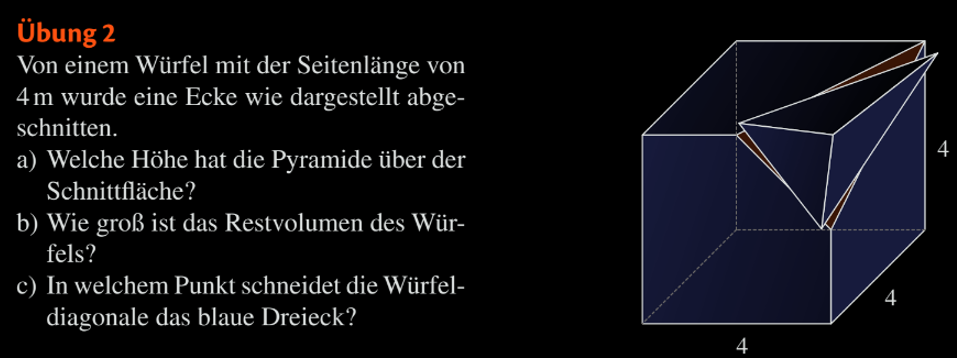 Übung 2
Von einem Würfel mit der Seitenlänge von
4 m wurde eine Ecke wie dargestellt abge-
schnitten.
a) Welche Höhe hat die Pyramide über der
Schnittfläche?
b) Wie groß ist das Restvolumen des Wür-
fels?
c) In welchem Punkt schneidet die Würfel-
diagonale das blaue Dreieck?
4
4
4